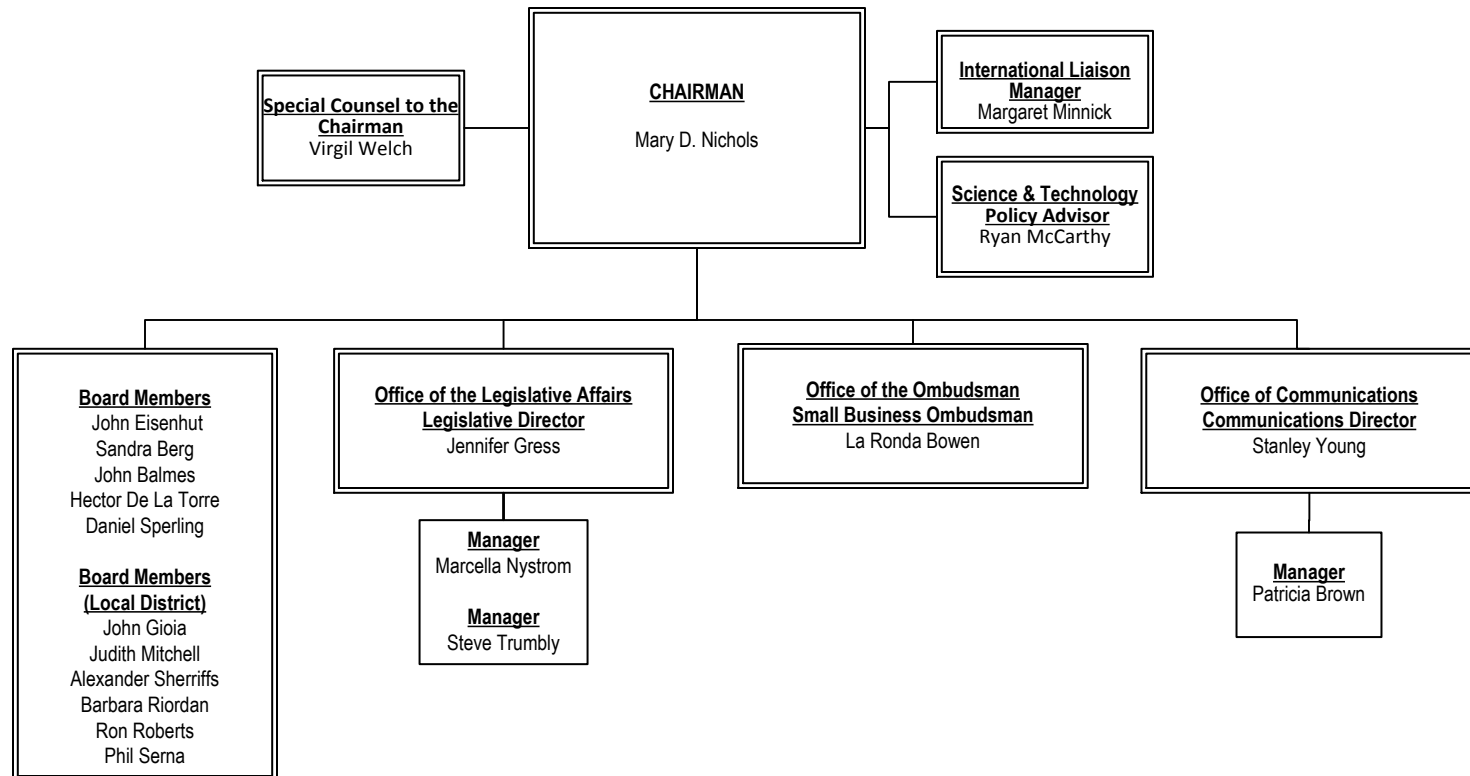 CHAIRMAN
Mary D. Nichols
Special Counsel to the
Chairman
Virgil Welch
International Liaison
Manager
Margaret Minnick
Science & Technology
Policy Advisor
Ryan McCarthy
Board Members
John Eisenhut
Sandra Berg
John Balmes
Hector De La Torre
Daniel Sperling
Board Members
(Local District)
John Gioia
Judith Mitchell
Alexander Sherriffs
Barbara Riordan
Ron Roberts
Phil Serna
Office of the Legislative Affairs
Legislative Director
Jennifer Gress
Manager
Marcella Nystrom
Manager
Steve Trumbly
Office of the Ombudsman
Small Business Ombudsman
La Ronda Bowen
Office of Communications
Communications Director
Stanley Young
Manager
Patricia Brown